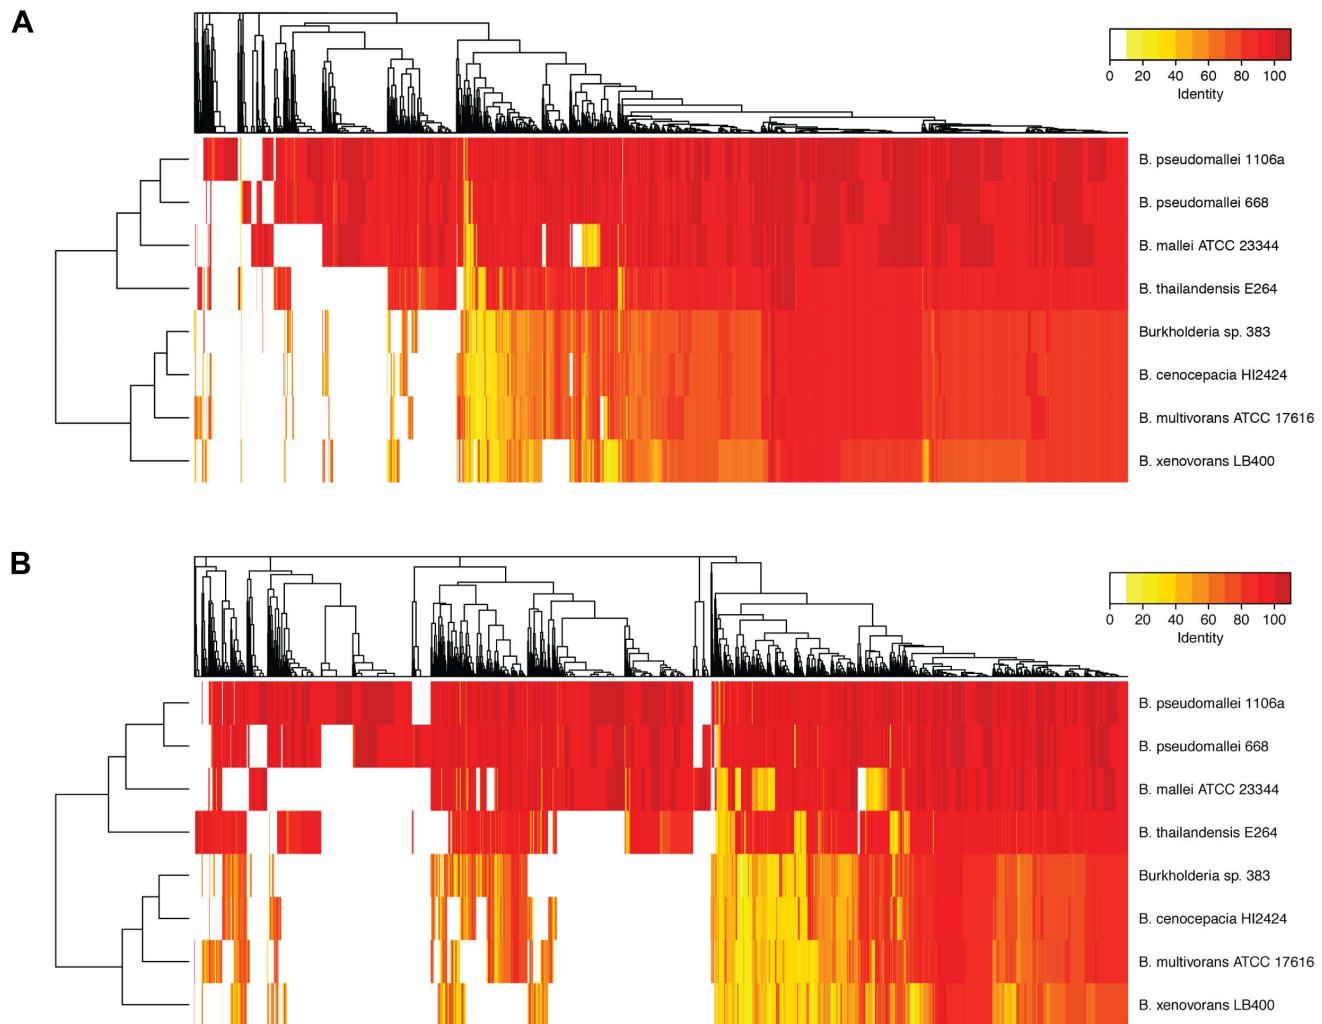 A
0 20 40 60 80 100
Identity
B. pseudomallei 1106a
B. pseudomallei 668
B. mallei ATCC 23344
B. thailandensis E264
Burkholderia sp. 383
B. cenocepacia HI2424
B. multivorans ATCC 17616
B. xenovorans LB400
B
0 20 40 60 80 100
Identity
B. pseudomallei 1106a
B. pseudomallei 668
B. mallei ATCC 23344
B. thailandensis E264
Burkholderia sp. 383
B. cenocepacia HI2424
B. multivorans ATCC 17616
B. xenovorans LB400